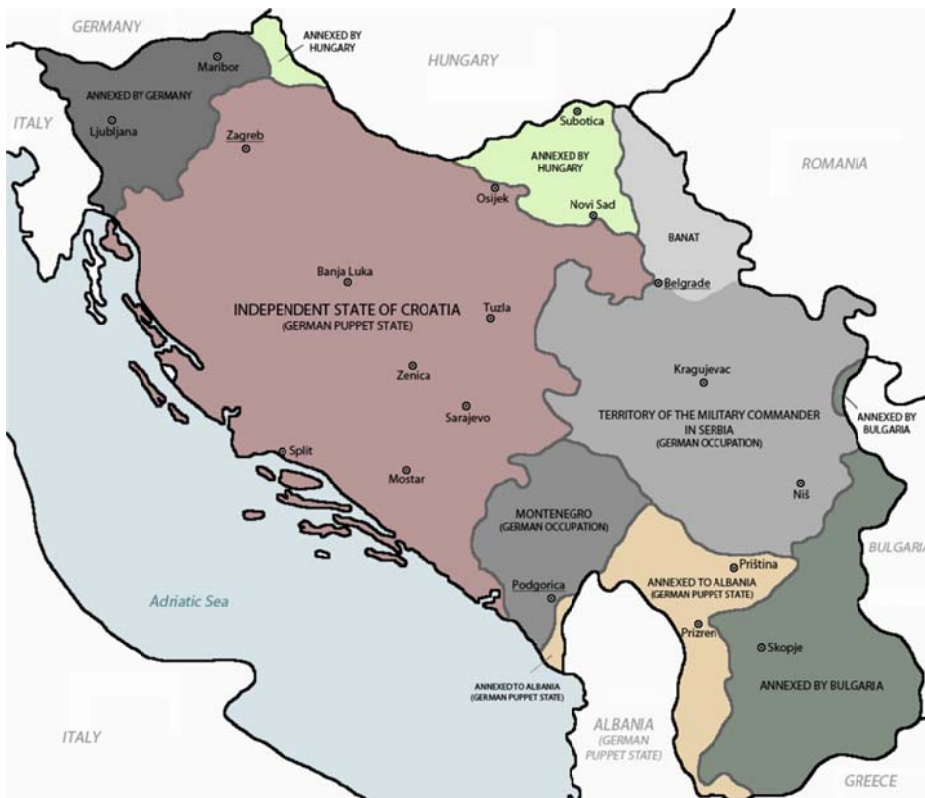 GERMANY
ANNEXED BY
HUNGARY
HUNGARY
Maribor
ANNEXED BY GERMANY
ITALY
Ljubljana
Zagreb
Subotica
ANNEXED BY
HUNGARY
ROMANIA
Osijek
Novi Sad
BANAT
Banja Luka
Belgrade
INDEPENDENT STATE OF CROATIA
(GERMAN PUPPET STATE)
Tuzla
Zenica
Kragujevac
Sarajevo
TERRITORY OF THE MILITARY COMMANDER
IN SERBIA
(GERMAN OCCUPATION)
ANNEXED BY
BULGARIA
Split
Mostar
Niš
MONTENEGRO
(GERMAN OCCUPATION)
BULGARIA
Priština
Podgorica
ANNEXED TO ALBANIA
(GERMAN PUPPET STATE)
Adriatic Sea
Prizren
Skopje
ANNEXED TO ALBANIA
(GERMAN PUPPET STATE)
ANNEXED BY BULGARIA
ITALY
ALBANIA
(GERMAN
PUPPET STATE)
GREECE